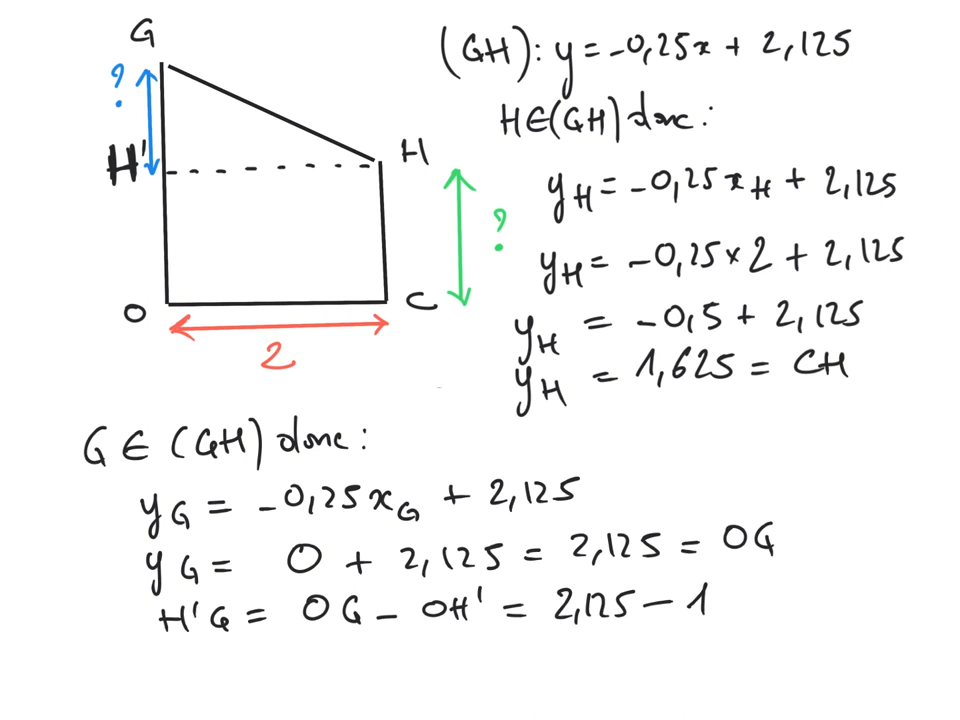 G
?
H'
H
?
O
C
2
(GH): y = -0,25x + 2,125
H∈(GH) donc :
yH = -0,25 xH + 2,125
yH = -0,25 × 2 + 2,125
yH = -0,5 + 2,125
yH = 1,625 = CH
G ∈ (GH) donc :
yG = -0,25xG + 2,125
yG = 0 + 2,125 = 2,125 = OG
H'G = OG - OH' = 2,125 - 1